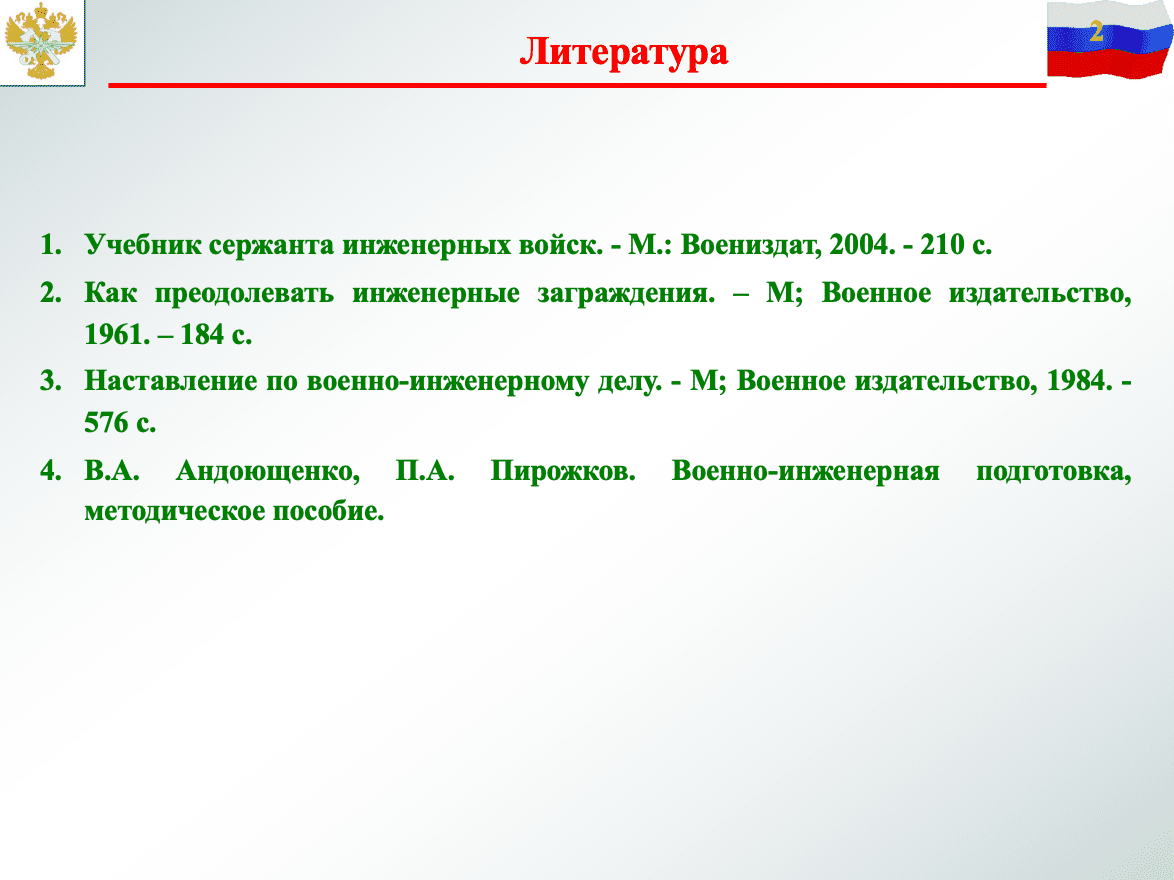 Литература
2
1. Учебник сержанта инженерных войск. - М.: Воениздат, 2004. - 210 с.
2. Как преодолевать инженерные заграждения. – М; Военное издательство,
1961. – 184 с.
3. Наставление по военно-инженерному делу. - М; Военное издательство, 1984. -
576 с.
4. В.А. Андоющенко, П.А. Пирожков. Военно-инженерная подготовка,
методическое пособие.